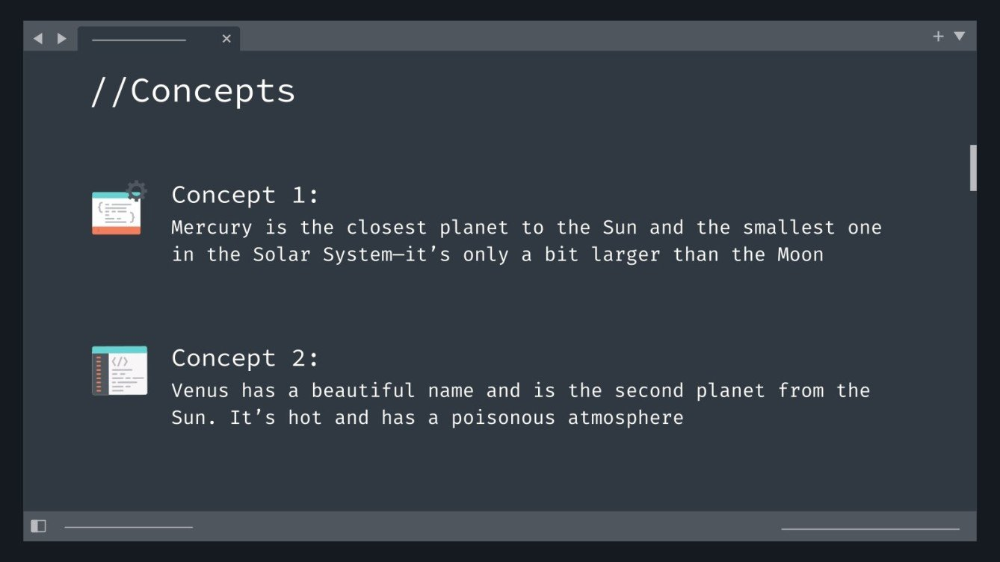 //Concepts
Concept 1:
Mercury is the closest planet to the Sun and the smallest one
in the Solar System—it’s only a bit larger than the Moon
Concept 2:
Venus has a beautiful name and is the second planet from the
Sun. It’s hot and has a poisonous atmosphere